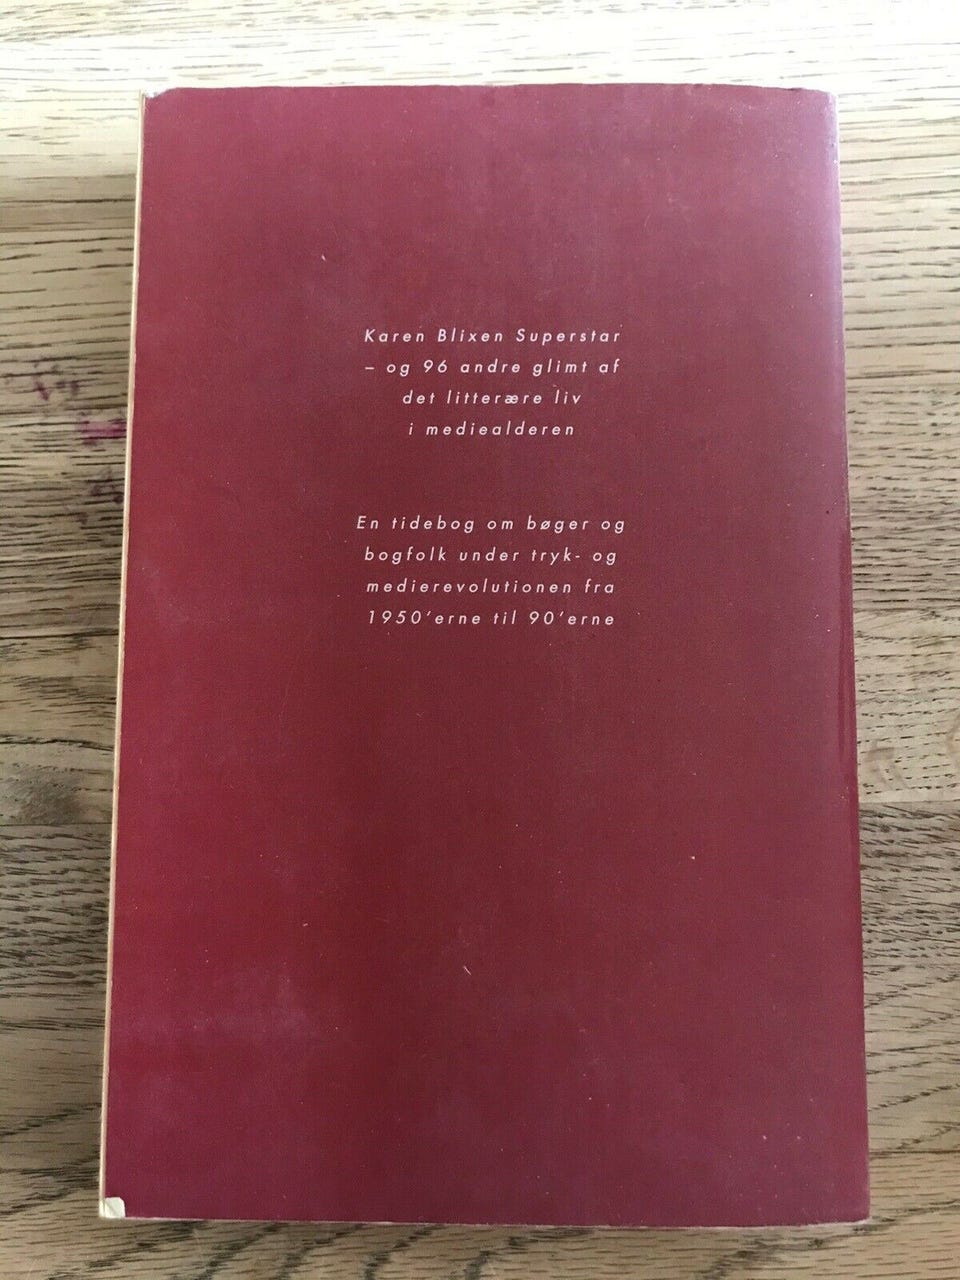 Karen Blixen Superstar
– og 96 andre glimt af
det litterære liv
i mediealderen
En tidebog om bøger og
bogfolk under tryk- og
medierevolutionen fra
1950'erne til 90'erne